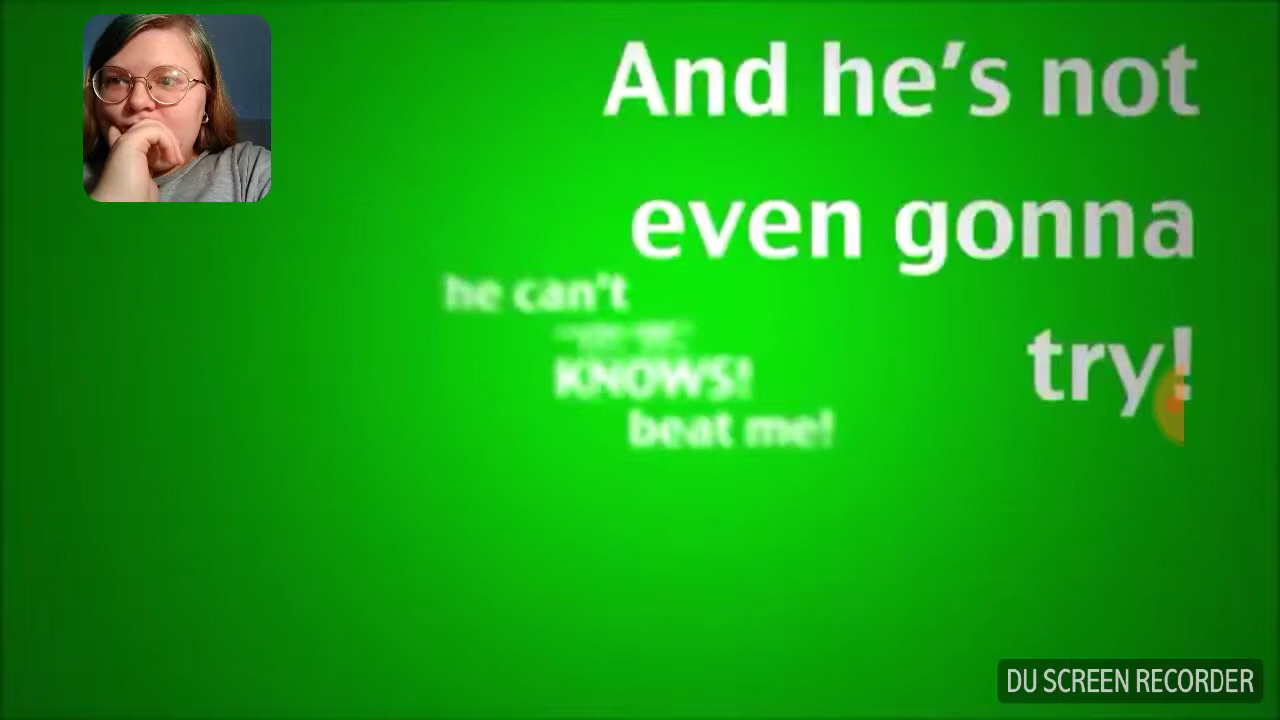 And he's not
even gonna
try!
he can't
KNOWS!
beat me!
DU SCREEN RECORDER